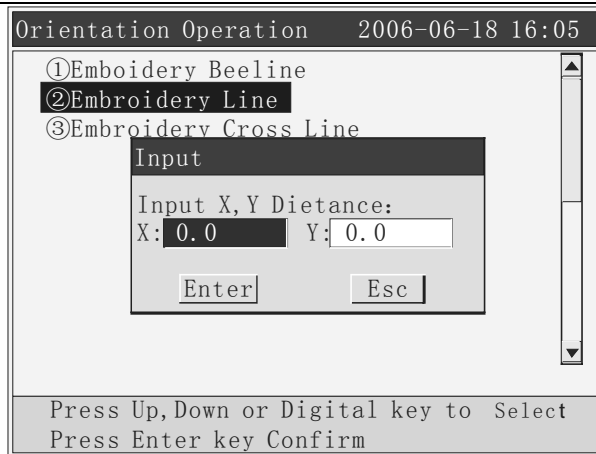 Orientation Operation 2006-06-18 16:05
①Emboidery Beeline
②Embroidery Line
③Embroidery Cross Line
Input
Input X,Y Dietance:
X: 0.0 Y: 0.0
Enter Esc
Press Up,Down or Digital key to Select
Press Enter key Confirm